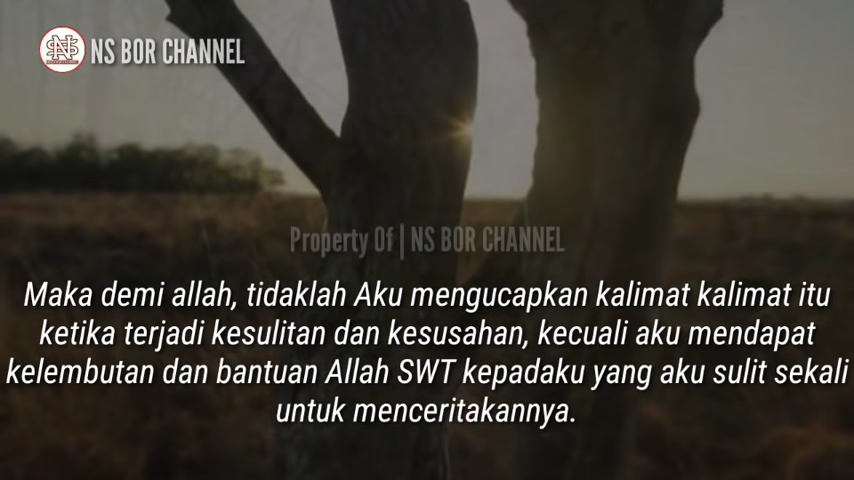 NS BOR CHANNEL
Property Of | NS BOR CHANNEL
Maka demi allah, tidaklah Aku mengucapkan kalimat kalimat itu
ketika terjadi kesulitan dan kesusahan, kecuali aku mendapat
kelembutan dan bantuan Allah SWT kepadaku yang aku sulit sekali
untuk menceritakannya.